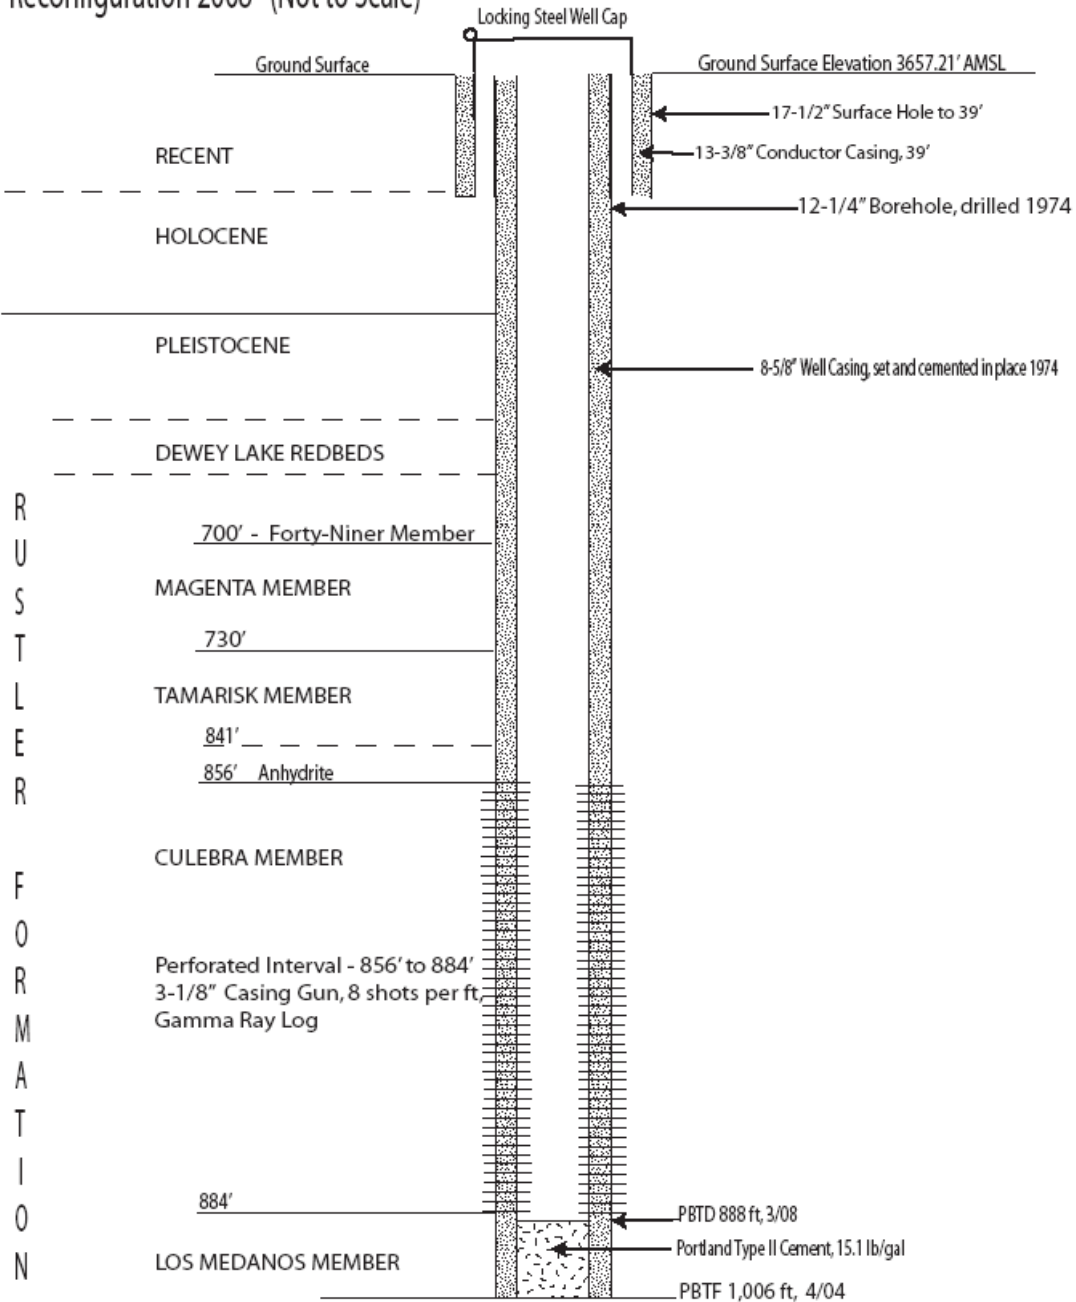 Reconfiguration 2008 (Not to Scale)
Locking Steel Well Cap
Ground Surface
Ground Surface Elevation 3657.21' AMSL
17-1/2" Surface Hole to 39'
13-3/8" Conductor Casing, 39'
RECENT
12-1/4" Borehole, drilled 1974
HOLOCENE
PLEISTOCENE
8-5/8" Well Casing, set and cemented in place 1974
DEWEY LAKE REDBEDS
RUSTLER FORMATION
700' - Forty-Niner Member
MAGENTA MEMBER
730'
TAMARISK MEMBER
841'
856' Anhydrite
CULEBRA MEMBER
Perforated Interval - 856' to 884'
3-1/8" Casing Gun, 8 shots per ft,
Gamma Ray Log
884'
PBTD 888 ft, 3/08
Portland Type II Cement, 15.1 lb/gal
LOS MEDANOS MEMBER
PBTF 1,006 ft, 4/04